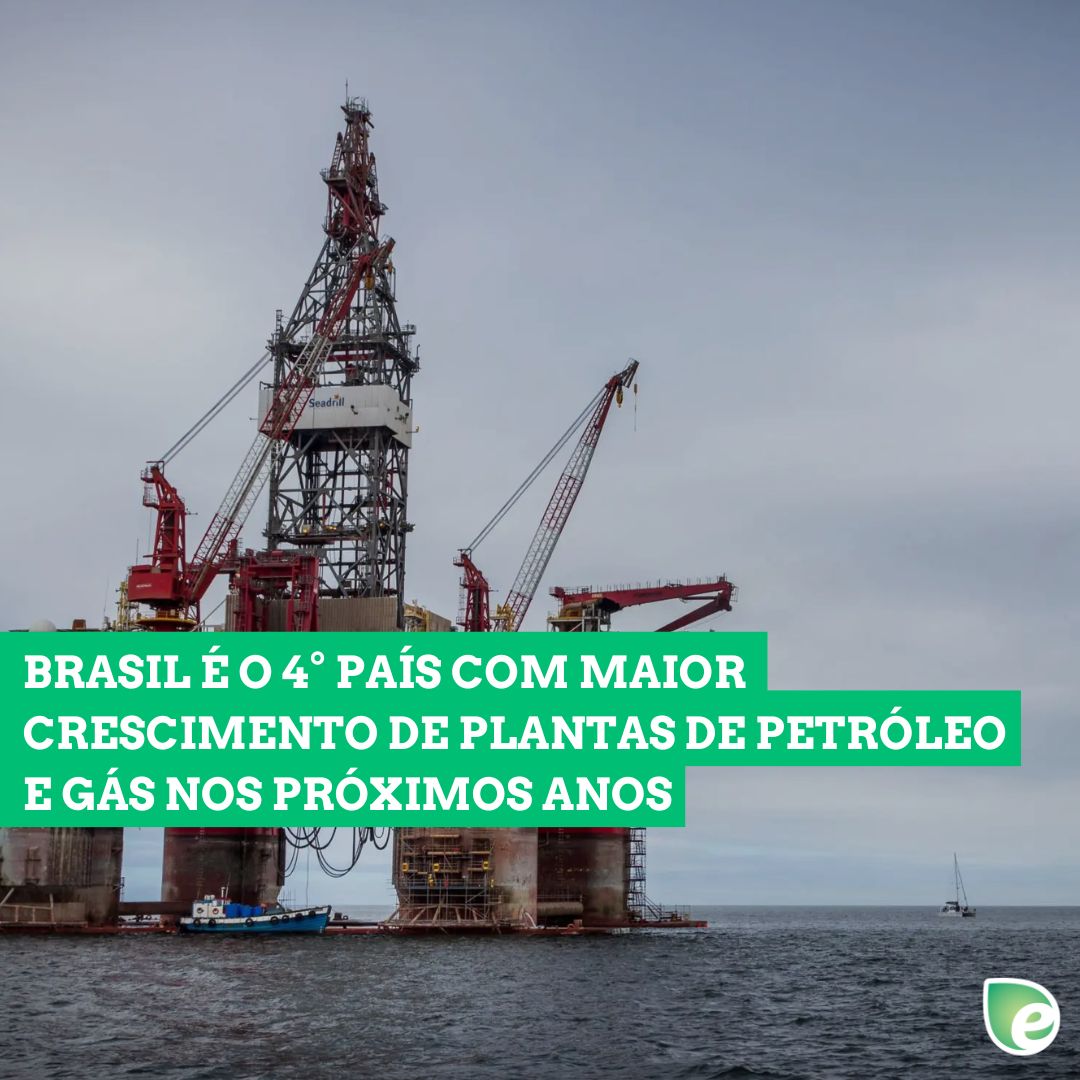 Seadrill
BRASIL É O 4° PAÍS COM MAIOR
CRESCIMENTO DE PLANTAS DE PETRÓLEO
E GÁS NOS PRÓXIMOS ANOS
e